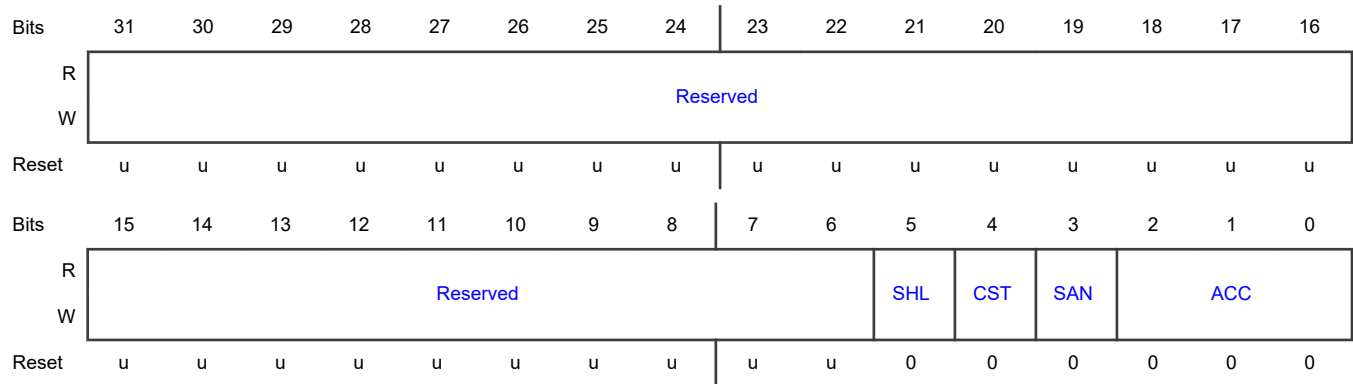 Bits 31 30 29 28 27 26 25 24 23 22 21 20 19 18 17 16
R
Reserved
W
Reset u u u u u u u u u u u u u u u u
Bits 15 14 13 12 11 10 9 8 7 6 5 4 3 2 1 0
R
Reserved SHL CST SAN ACC
W
Reset u u u u u u u u u u 0 0 0 0 0 0